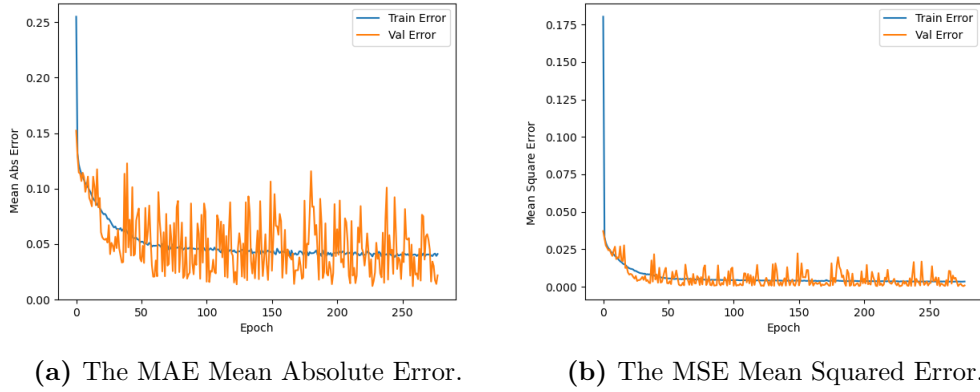 0.25
0.20
0.15
0.10
0.05
0.00
Mean Abs Error
0 50 100 150 200 250
Epoch
Train Error
Val Error
0.175
0.150
0.125
0.100
0.075
0.050
0.025
0.000
Mean Square Error
0 50 100 150 200 250
Epoch
Train Error
Val Error
(a) The MAE Mean Absolute Error.
(b) The MSE Mean Squared Error.